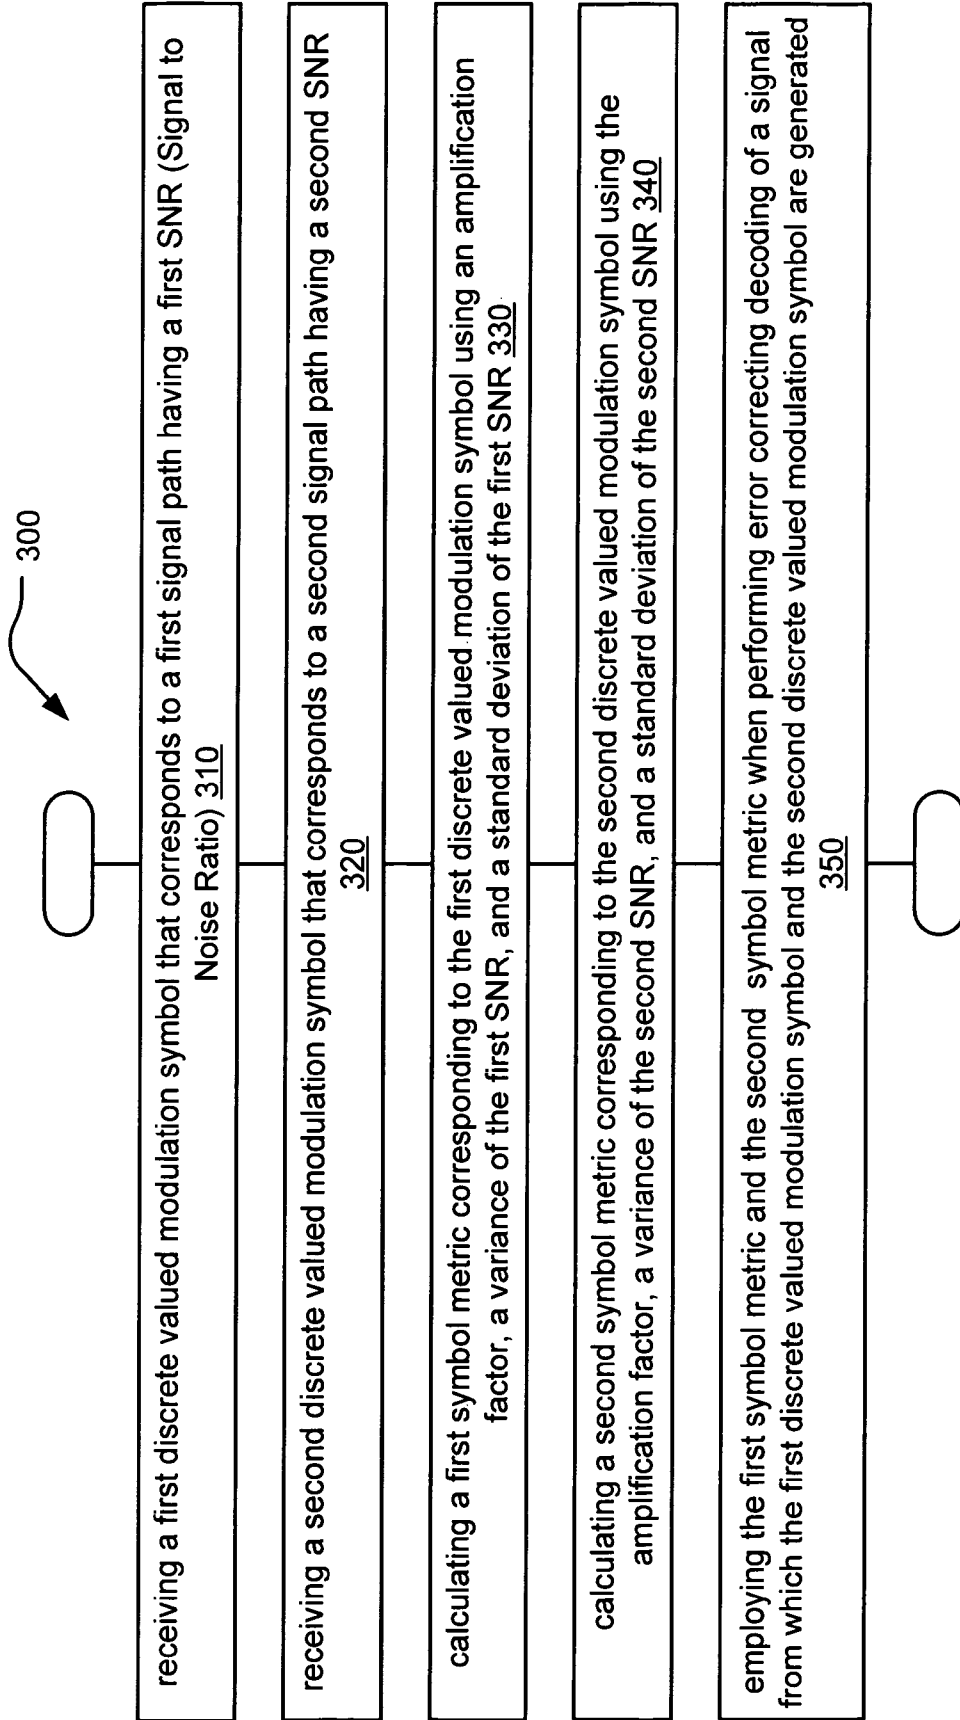 300
receiving a first discrete valued modulation symbol that corresponds to a first signal path having a first SNR (Signal to
Noise Ratio) 310
receiving a second discrete valued modulation symbol that corresponds to a second signal path having a second SNR
320
calculating a first symbol metric corresponding to the first discrete valued modulation symbol using an amplification
factor, a variance of the first SNR, and a standard deviation of the first SNR 330
calculating a second symbol metric corresponding to the second discrete valued modulation symbol using the
amplification factor, a variance of the second SNR, and a standard deviation of the second SNR 340
employing the first symbol metric and the second symbol metric when performing error correcting decoding of a signal
from which the first discrete valued modulation symbol and the second discrete valued modulation symbol are generated
350